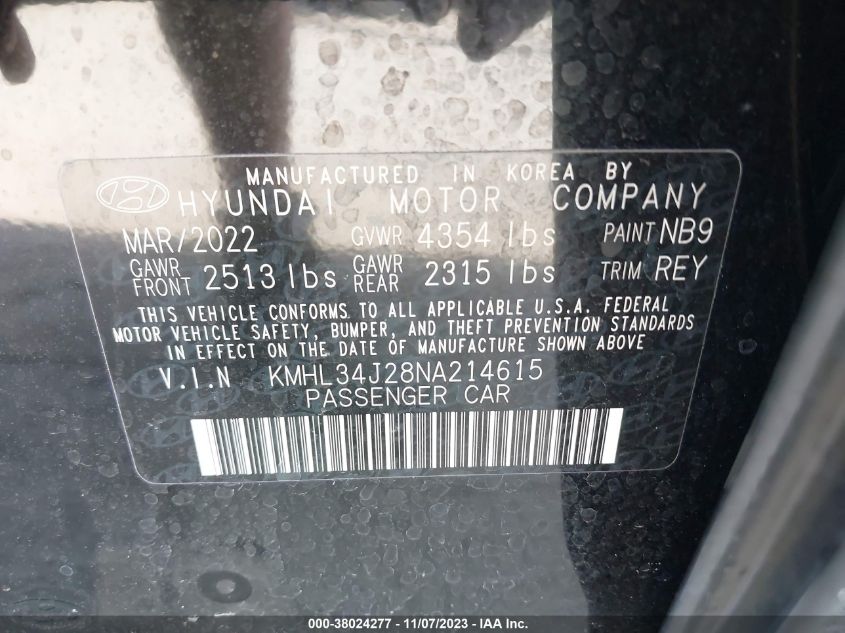 MANUFACTURED IN KOREA BY
HYUNDAI MOTOR COMPANY
MAR/2022 GVWR 4354 lbs PAINT NB9
GAWR FRONT 2513 lbs GAWR REAR 2315 lbs TRIM REY
THIS VEHICLE CONFORMS TO ALL APPLICABLE U.S.A. FEDERAL
MOTOR VEHICLE SAFETY, BUMPER, AND THEFT PREVENTION STANDARDS
IN EFFECT ON THE DATE OF MANUFACTURE SHOWN ABOVE
V.I.N KMHL34J28NA214615
PASSENGER CAR
000-38024277 - 11/07/2023 - IAA Inc.